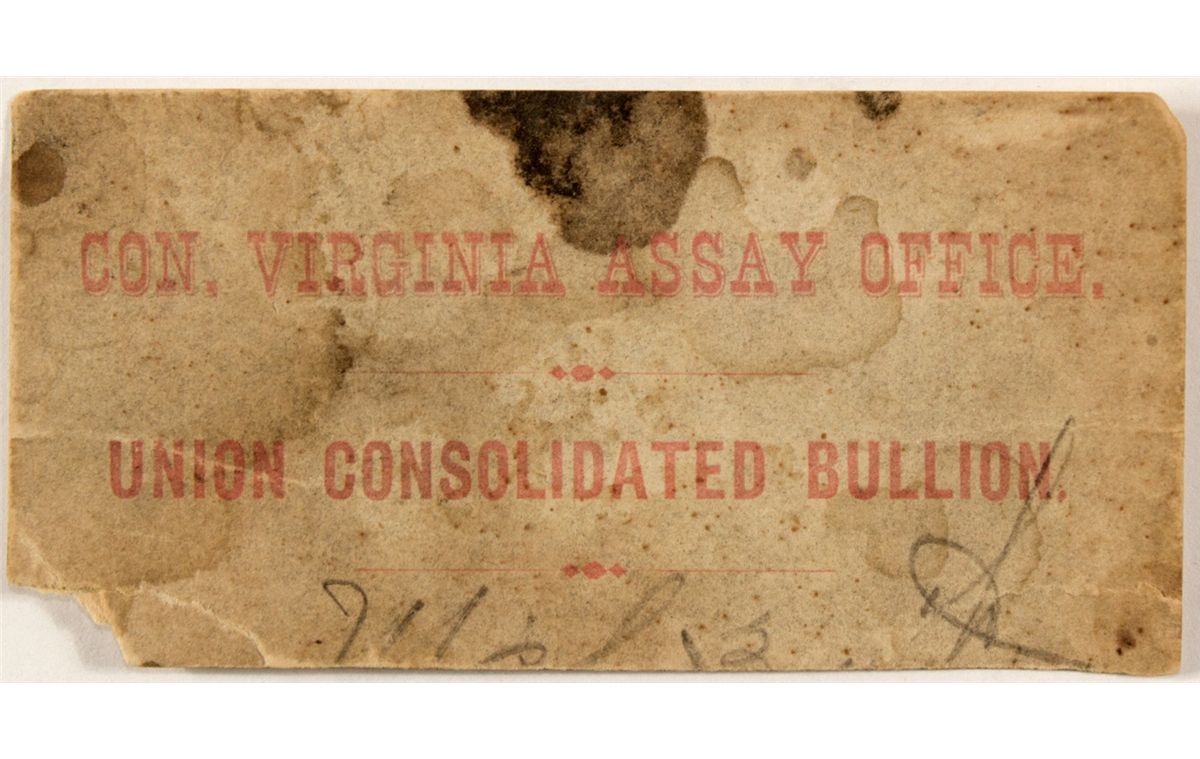 CON. VIRGINIA ASSAY OFFICE.
UNION CONSOLIDATED BULLION.